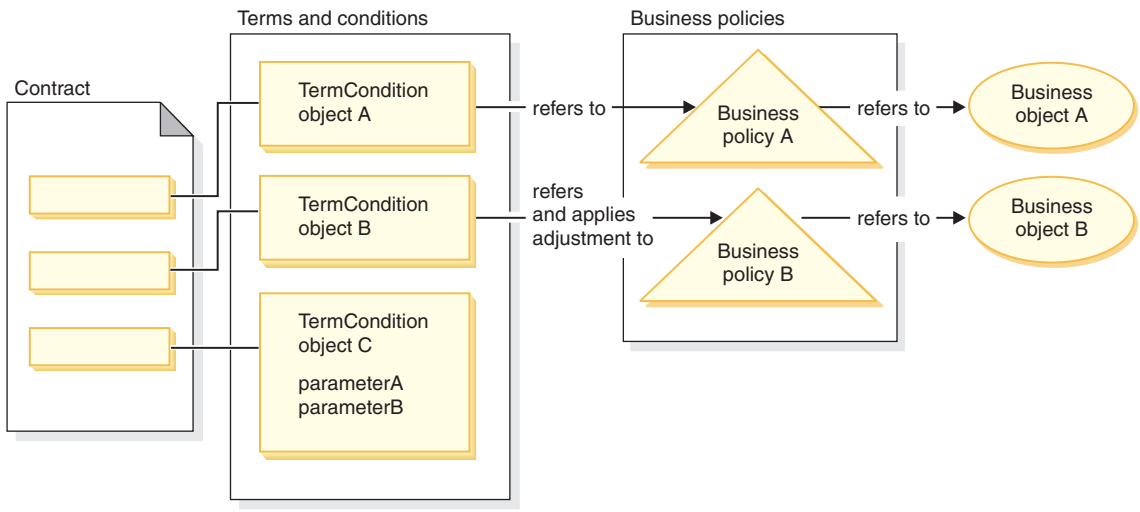 Terms and conditions
Business policies
Contract
TermCondition
object A
refers to
Business
policy A
refers to
Business
object A
TermCondition
object B
refers
and applies
adjustment to
Business
policy B
refers to
Business
object B
TermCondition
object C
parameterA
parameterB